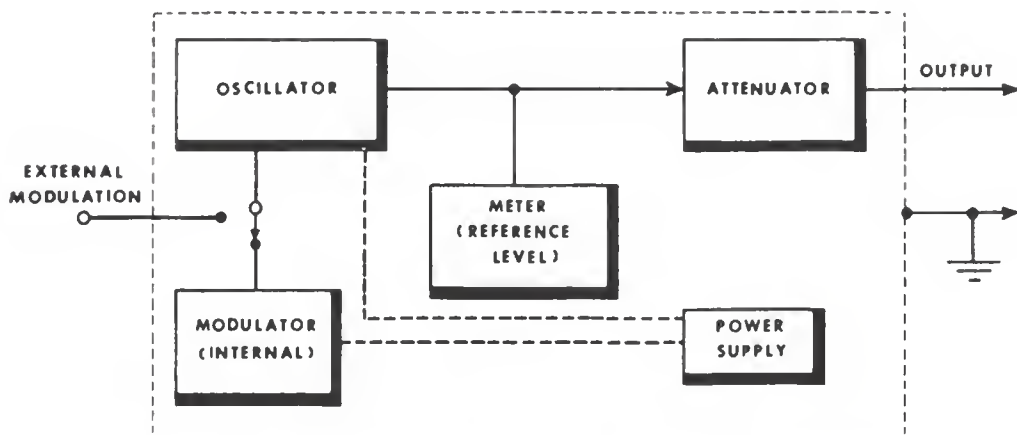 OSCILLATOR
ATTENUATOR
OUTPUT
EXTERNAL
MODULATION
METER
(REFERENCE
LEVEL)
MODULATOR
(INTERNAL)
POWER
SUPPLY